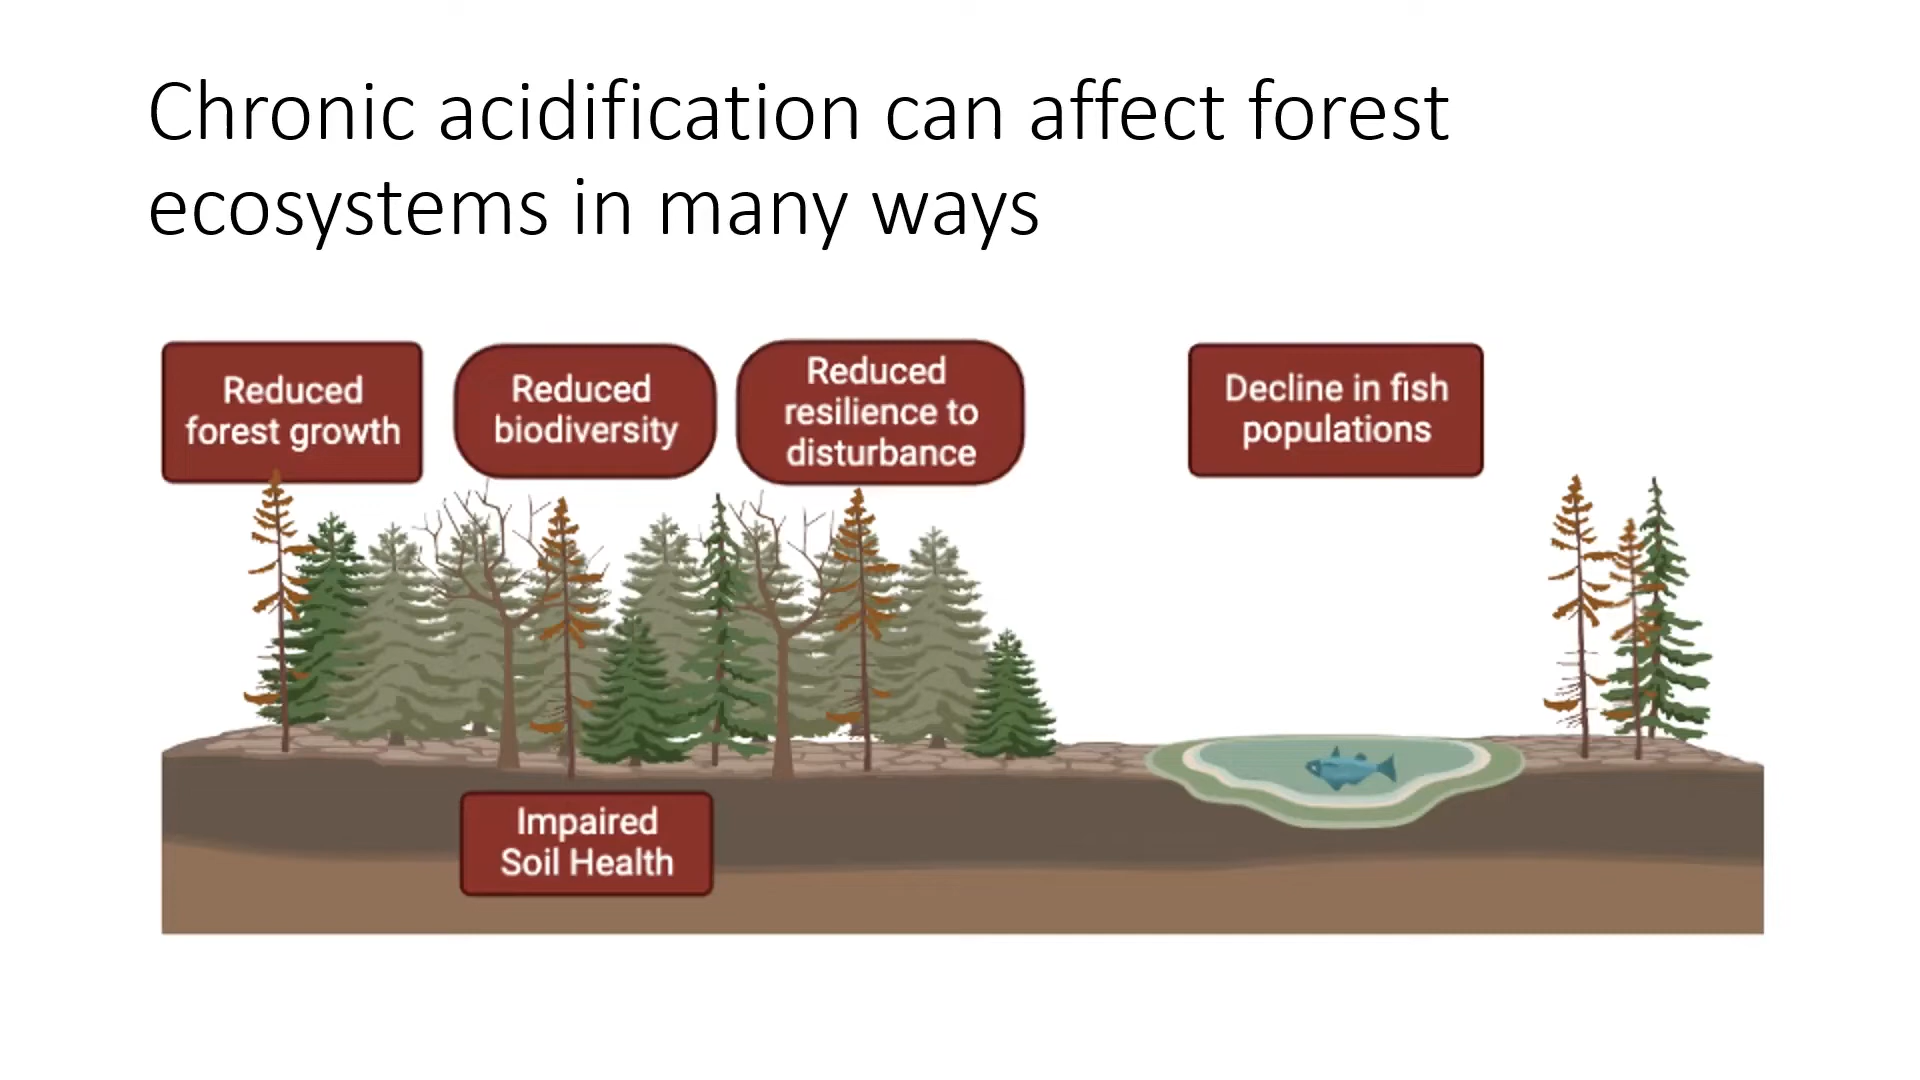 Chronic acidification can affect forest
ecosystems in many ways
Reduced
forest growth
Reduced
biodiversity
Reduced
resilience to
disturbance
Decline in fish
populations
Impaired
Soil Health